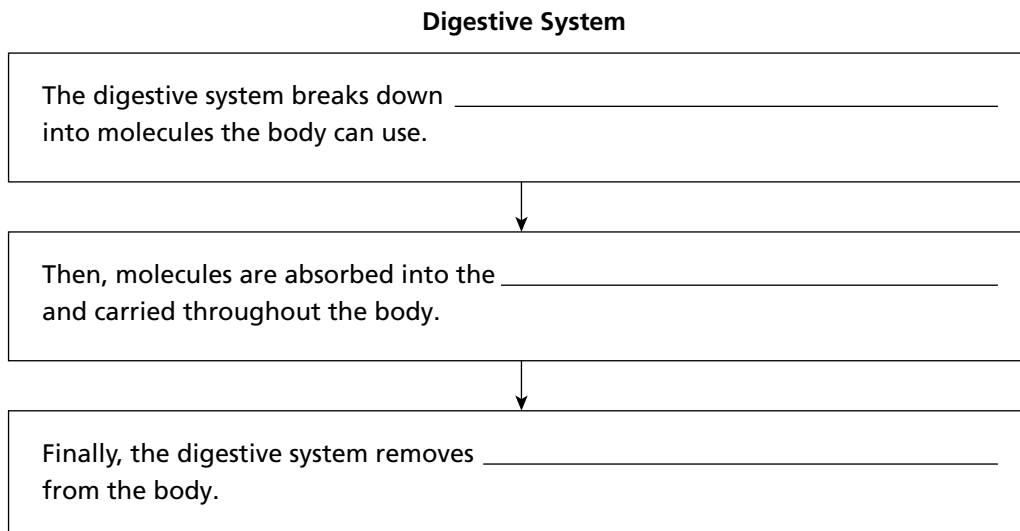 Digestive System
The digestive system breaks down
into molecules the body can use.
Then, molecules are absorbed into the
and carried throughout the body.
Finally, the digestive system removes
from the body.